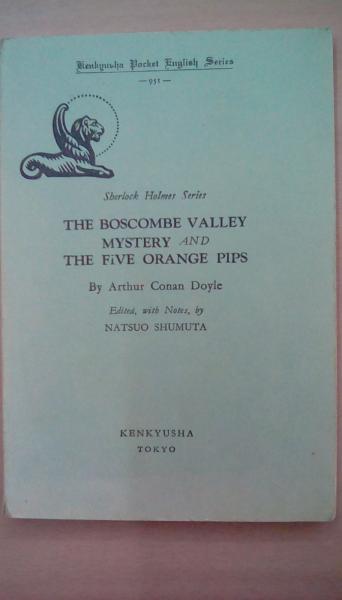 Kenkyusha Pocket English Series
— 951 —
Sherlock Holmes Series
THE BOSCOMBE VALLEY
MYSTERY AND
THE FiVE ORANGE PIPS
By Arthur Conan Doyle
Edited, with Notes, by
NATSUO SHUMUTA
KENKYUSHA
TOKYO